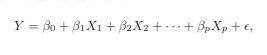 Y = β0 + β1X1 + β2X2 + · · · + βpXp + ϵ,